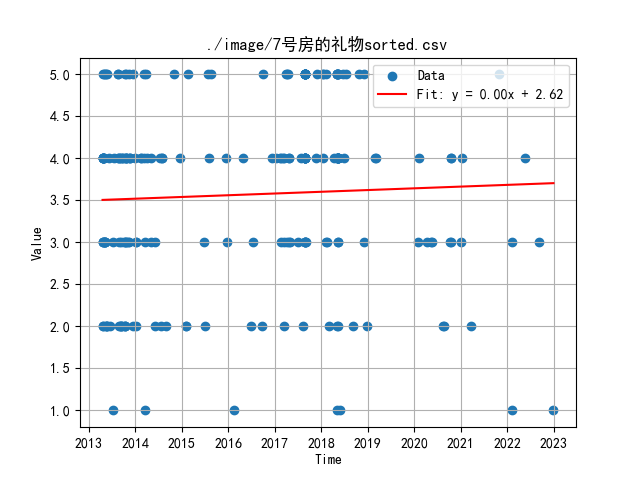 ./image/7号房的礼物sorted.csv
Data
Fit: y = 0.00x + 2.62
Value
5.0
4.5
4.0
3.5
3.0
2.5
2.0
1.5
1.0
2013 2014 2015 2016 2017 2018 2019 2020 2021 2022 2023
Time